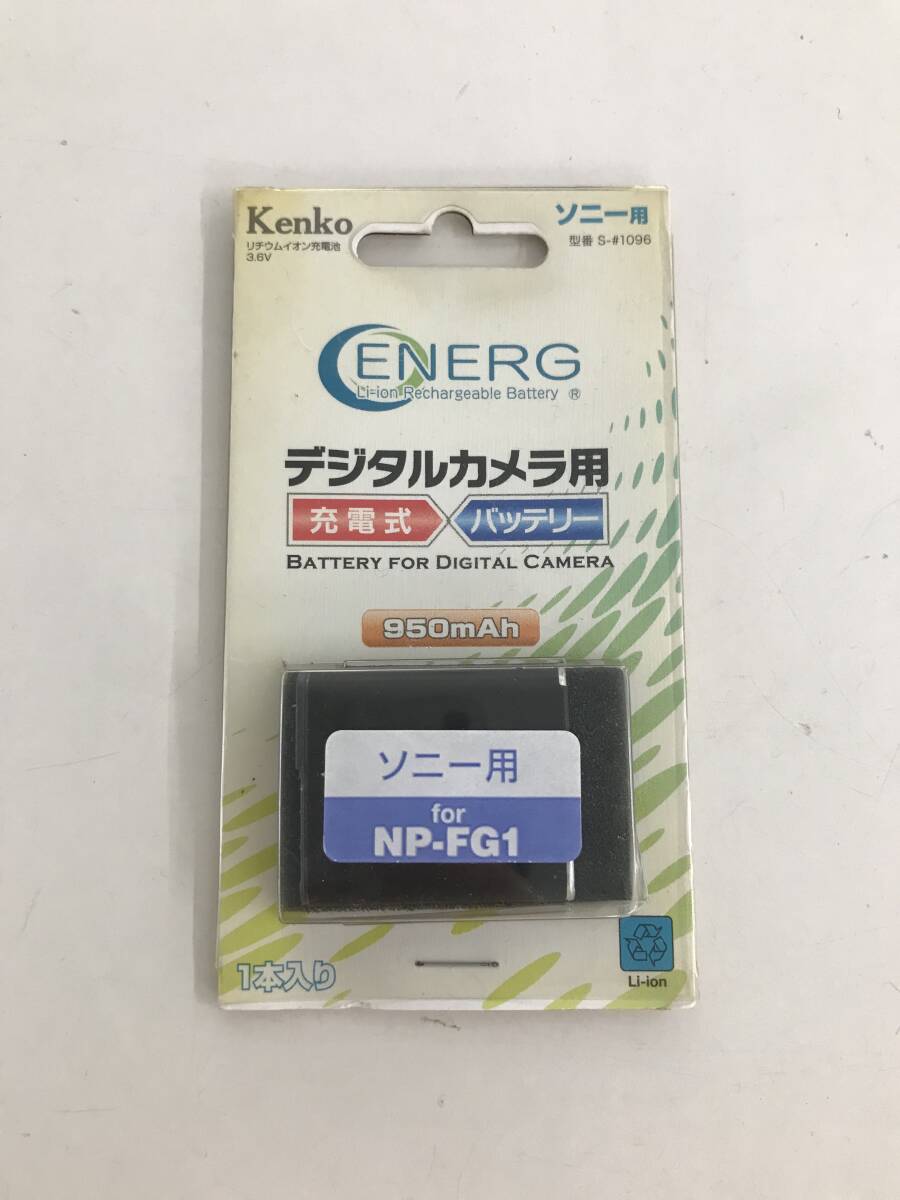 Kenko
リチウムイオン充電池
3.6V
ソニー用
型番 S-#1096
ENERG
Li-ion Rechargeable Battery ®
デジタルカメラ用
充電式 バッテリー
BATTERY FOR DIGITAL CAMERA
950mAh
ソニー用
for
NP-FG1
1本入り
Li-ion